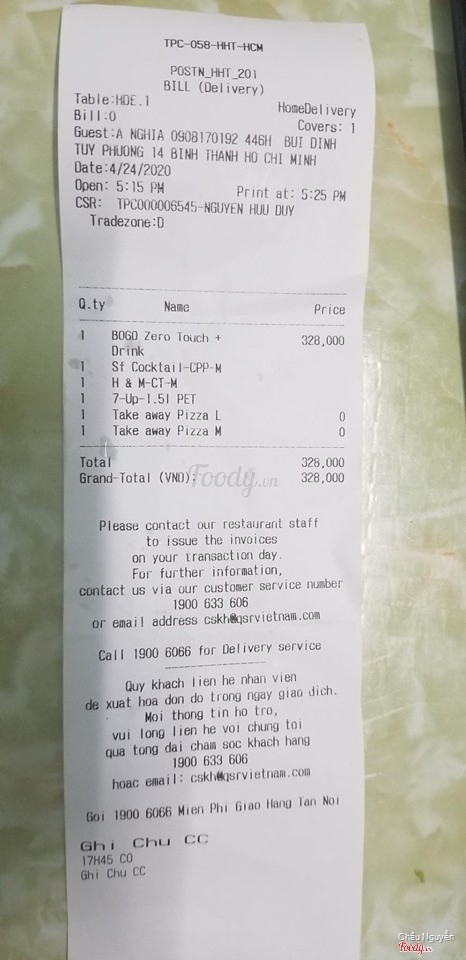 TPC-058-HHT-HCM
POSTN_HHT_201
BILL (Delivery)
Table:HDE.1 HomeDelivery
Bill:0 Covers: 1
Guest:A NGHIA 0908170192 446H BUI DINH
TUY PHUONG 14 BINH THANH HO CHI MINH
Date:4/24/2020
Open: 5:15 PM Print at: 5:25 PM
CSR: TPC000006545-NGUYEN HUU DUY
Tradezone:D
Q.ty Name Price
1 BOGO Zero Touch + 328,000
Drink
1 Sf Cocktail-CPP-M
1 H & M-CT-M
1 7-Up-1.5l PET
1 Take away Pizza L 0
1 Take away Pizza M 0
Total 328,000
Grand-Total (VND): 328,000
Foody.vn
Please contact our restaurant staff
to issue the invoices
on your transaction day.
For further information,
contact us via our customer service number
1900 633 606
or email address cskh@qsrvietnam.com
Call 1900 6066 for Delivery service
Quy khach lien he nhan vien
de xuat hoa don do trong ngay giao dich.
Moi thong tin ho tro,
vui long lien he voi chung toi
qua tong dai cham soc khach hang
1900 633 606
hoac email: cskh@qsrvietnam.com
Goi 1900 6066 Mien Phi Giao Hang Tan Noi
Ghi Chu CC
17H45 CO
Ghi Chu CC
Châu Nguyễn
Foody.vn